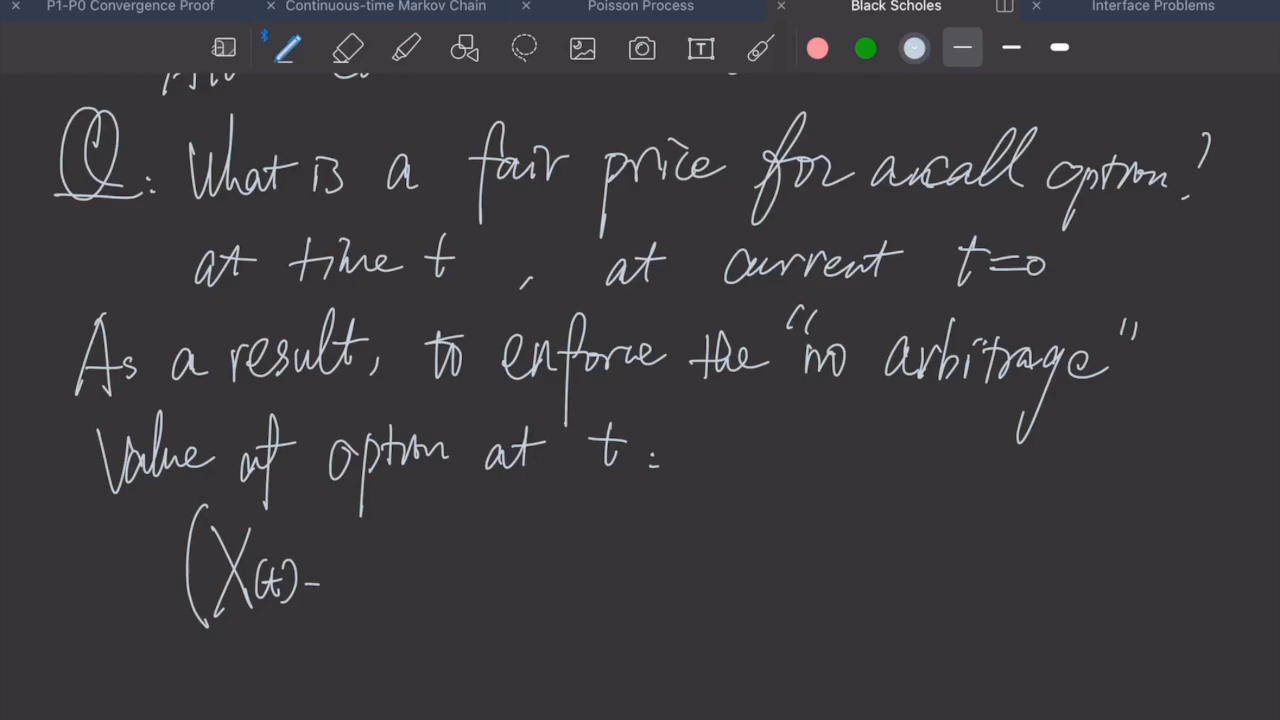 P1-P0 Convergence Proof
Continuous-time Markov Chain
Poisson Process
Black Scholes
Interface Problems
Q: What is a fair price for a call option?
at time t, at current t=0
As a result, to enforce the "no arbitrage"
Value of option at t:
(X(t)-